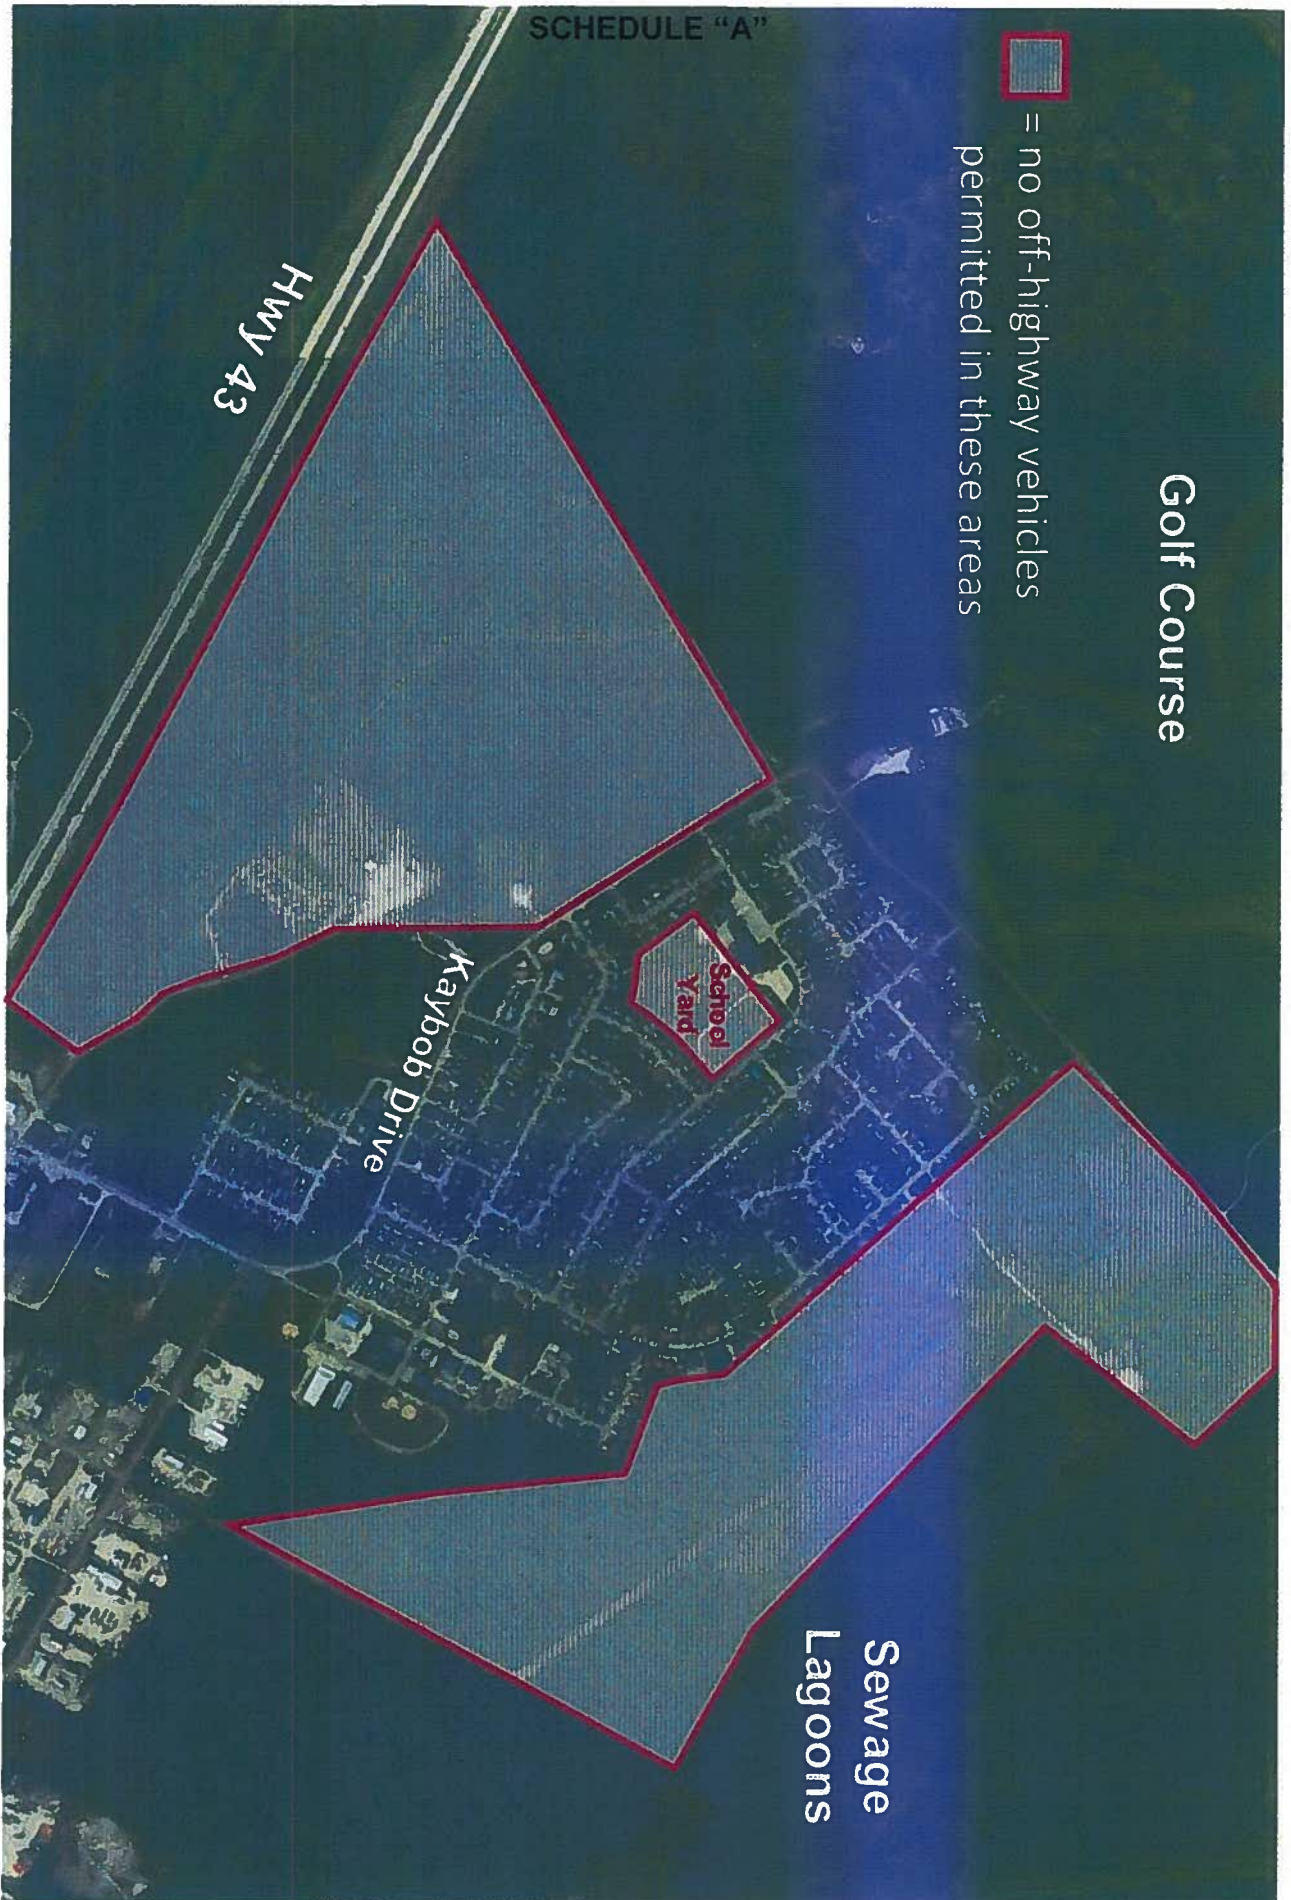 SCHEDULE “A”
= no off-highway vehicles
permitted in these areas
Golf Course
Hwy 43
School
Yard
Kaybob Drive
Sewage
Lagoons